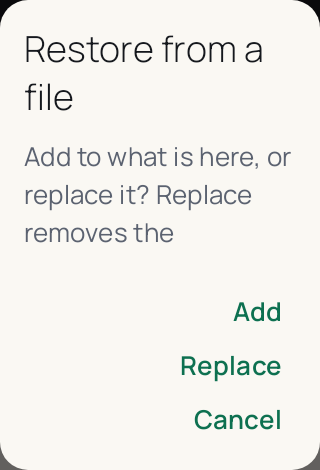 Restore from a
file
Add to what is here, or
replace it? Replace
removes the
Add
Replace
Cancel